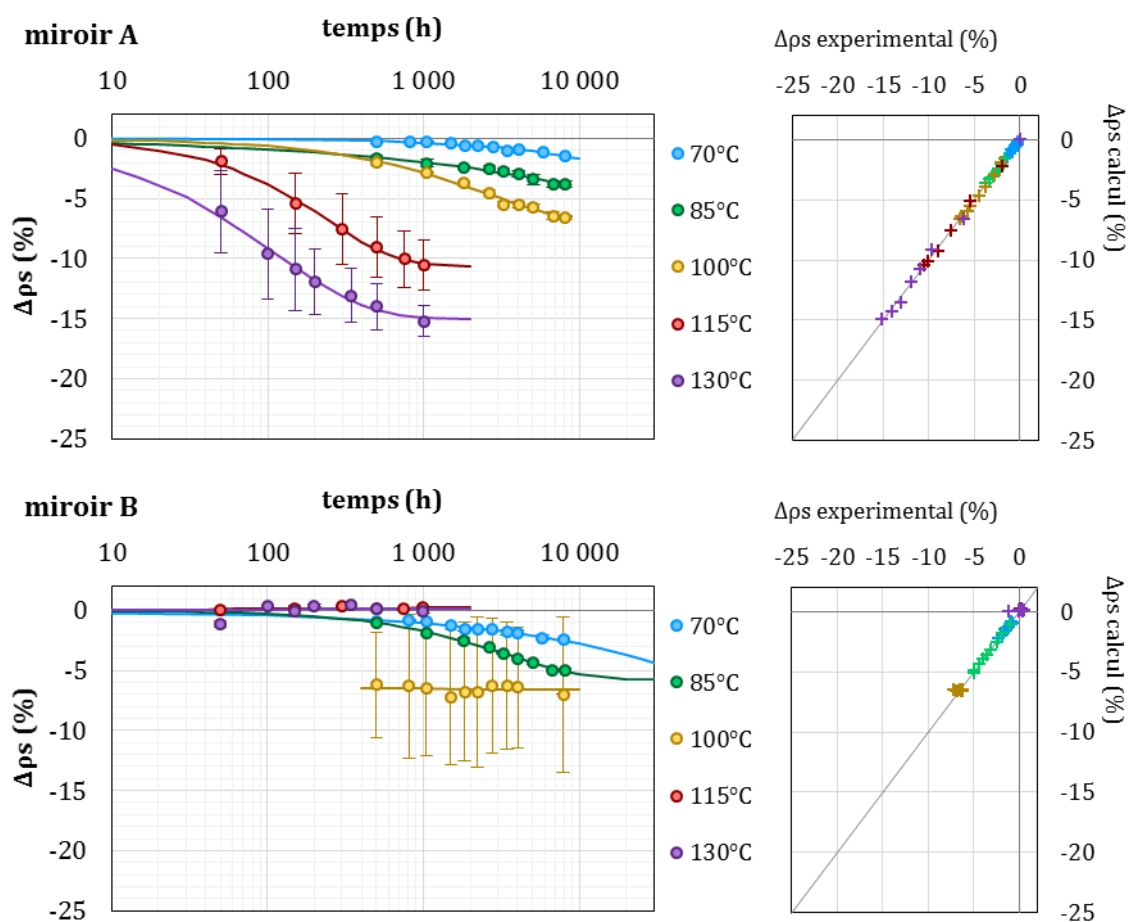 miroir A
temps (h)
10 100 1 000 10 000
0
-5
-10
-15
-20
-25
Δρs (%)
70°C
85°C
100°C
115°C
130°C
Δρs experimental (%)
-25 -20 -15 -10 -5 0
0
-5
-10
-15
-20
-25
Δρs calcul (%)
miroir B
temps (h)
10 100 1 000 10 000
0
-5
-10
-15
-20
-25
Δρs (%)
70°C
85°C
100°C
115°C
130°C
Δρs experimental (%)
-25 -20 -15 -10 -5 0
0
-5
-10
-15
-20
-25
Δρs calcul (%)